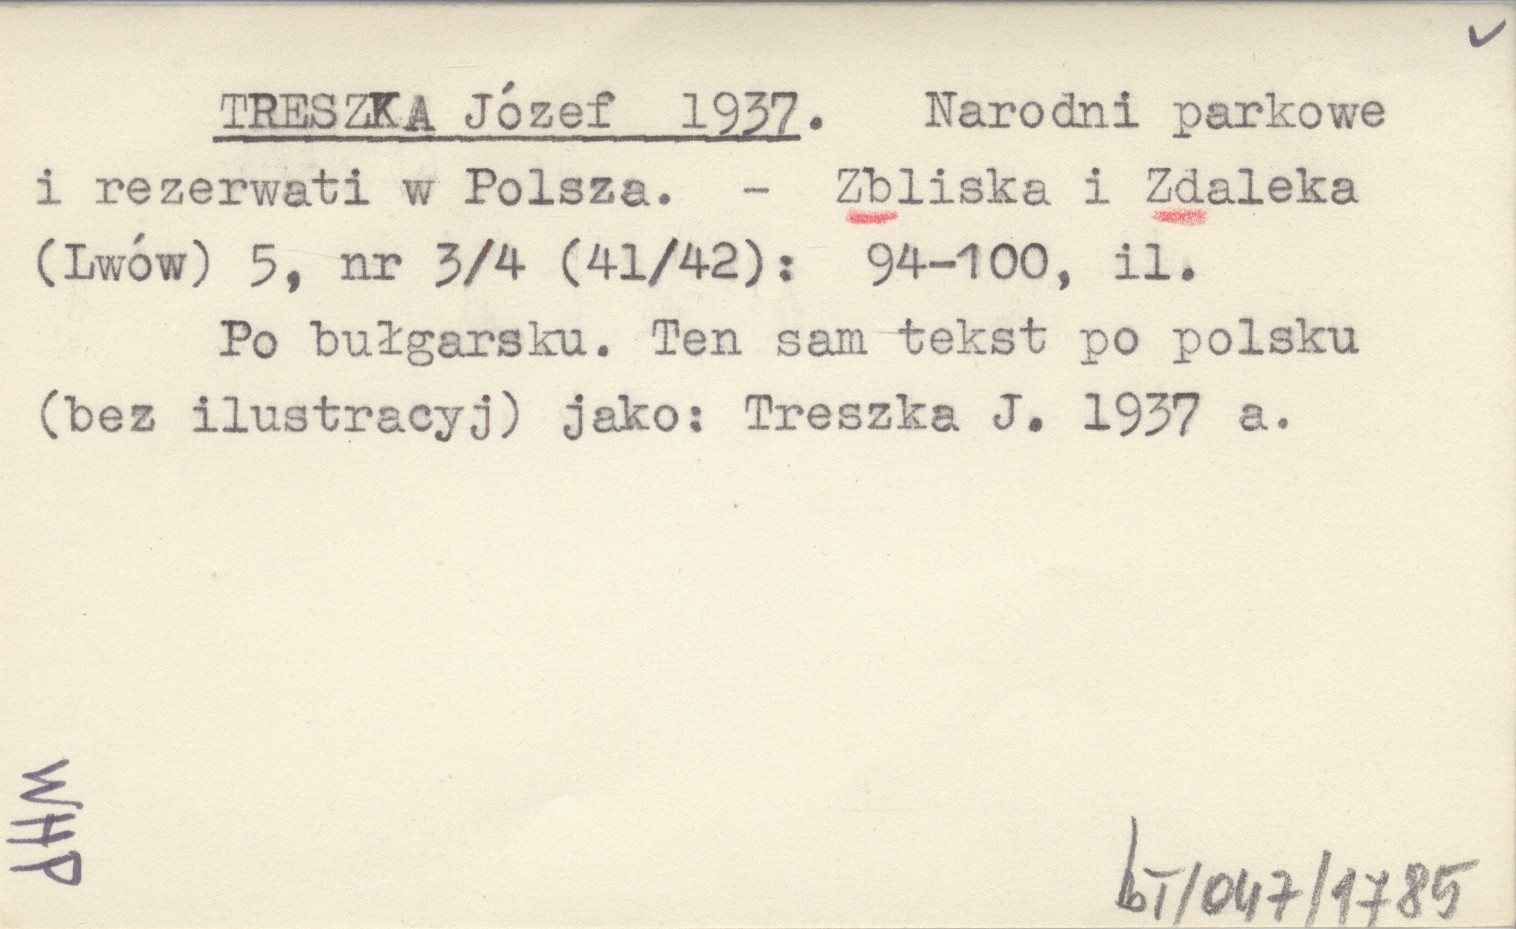 ✓
TRESZKA Józef 1937. Narodni parkowe
i rezerwati w Polsza. - Zbliska i Zdaleka
(Lwów) 5, nr 3/4 (41/42): 94-100, il.
Po bułgarsku. Ten sam tekst po polsku
(bez ilustracyj) jako: Treszka J. 1937 a.
WHP
bI/047/1785